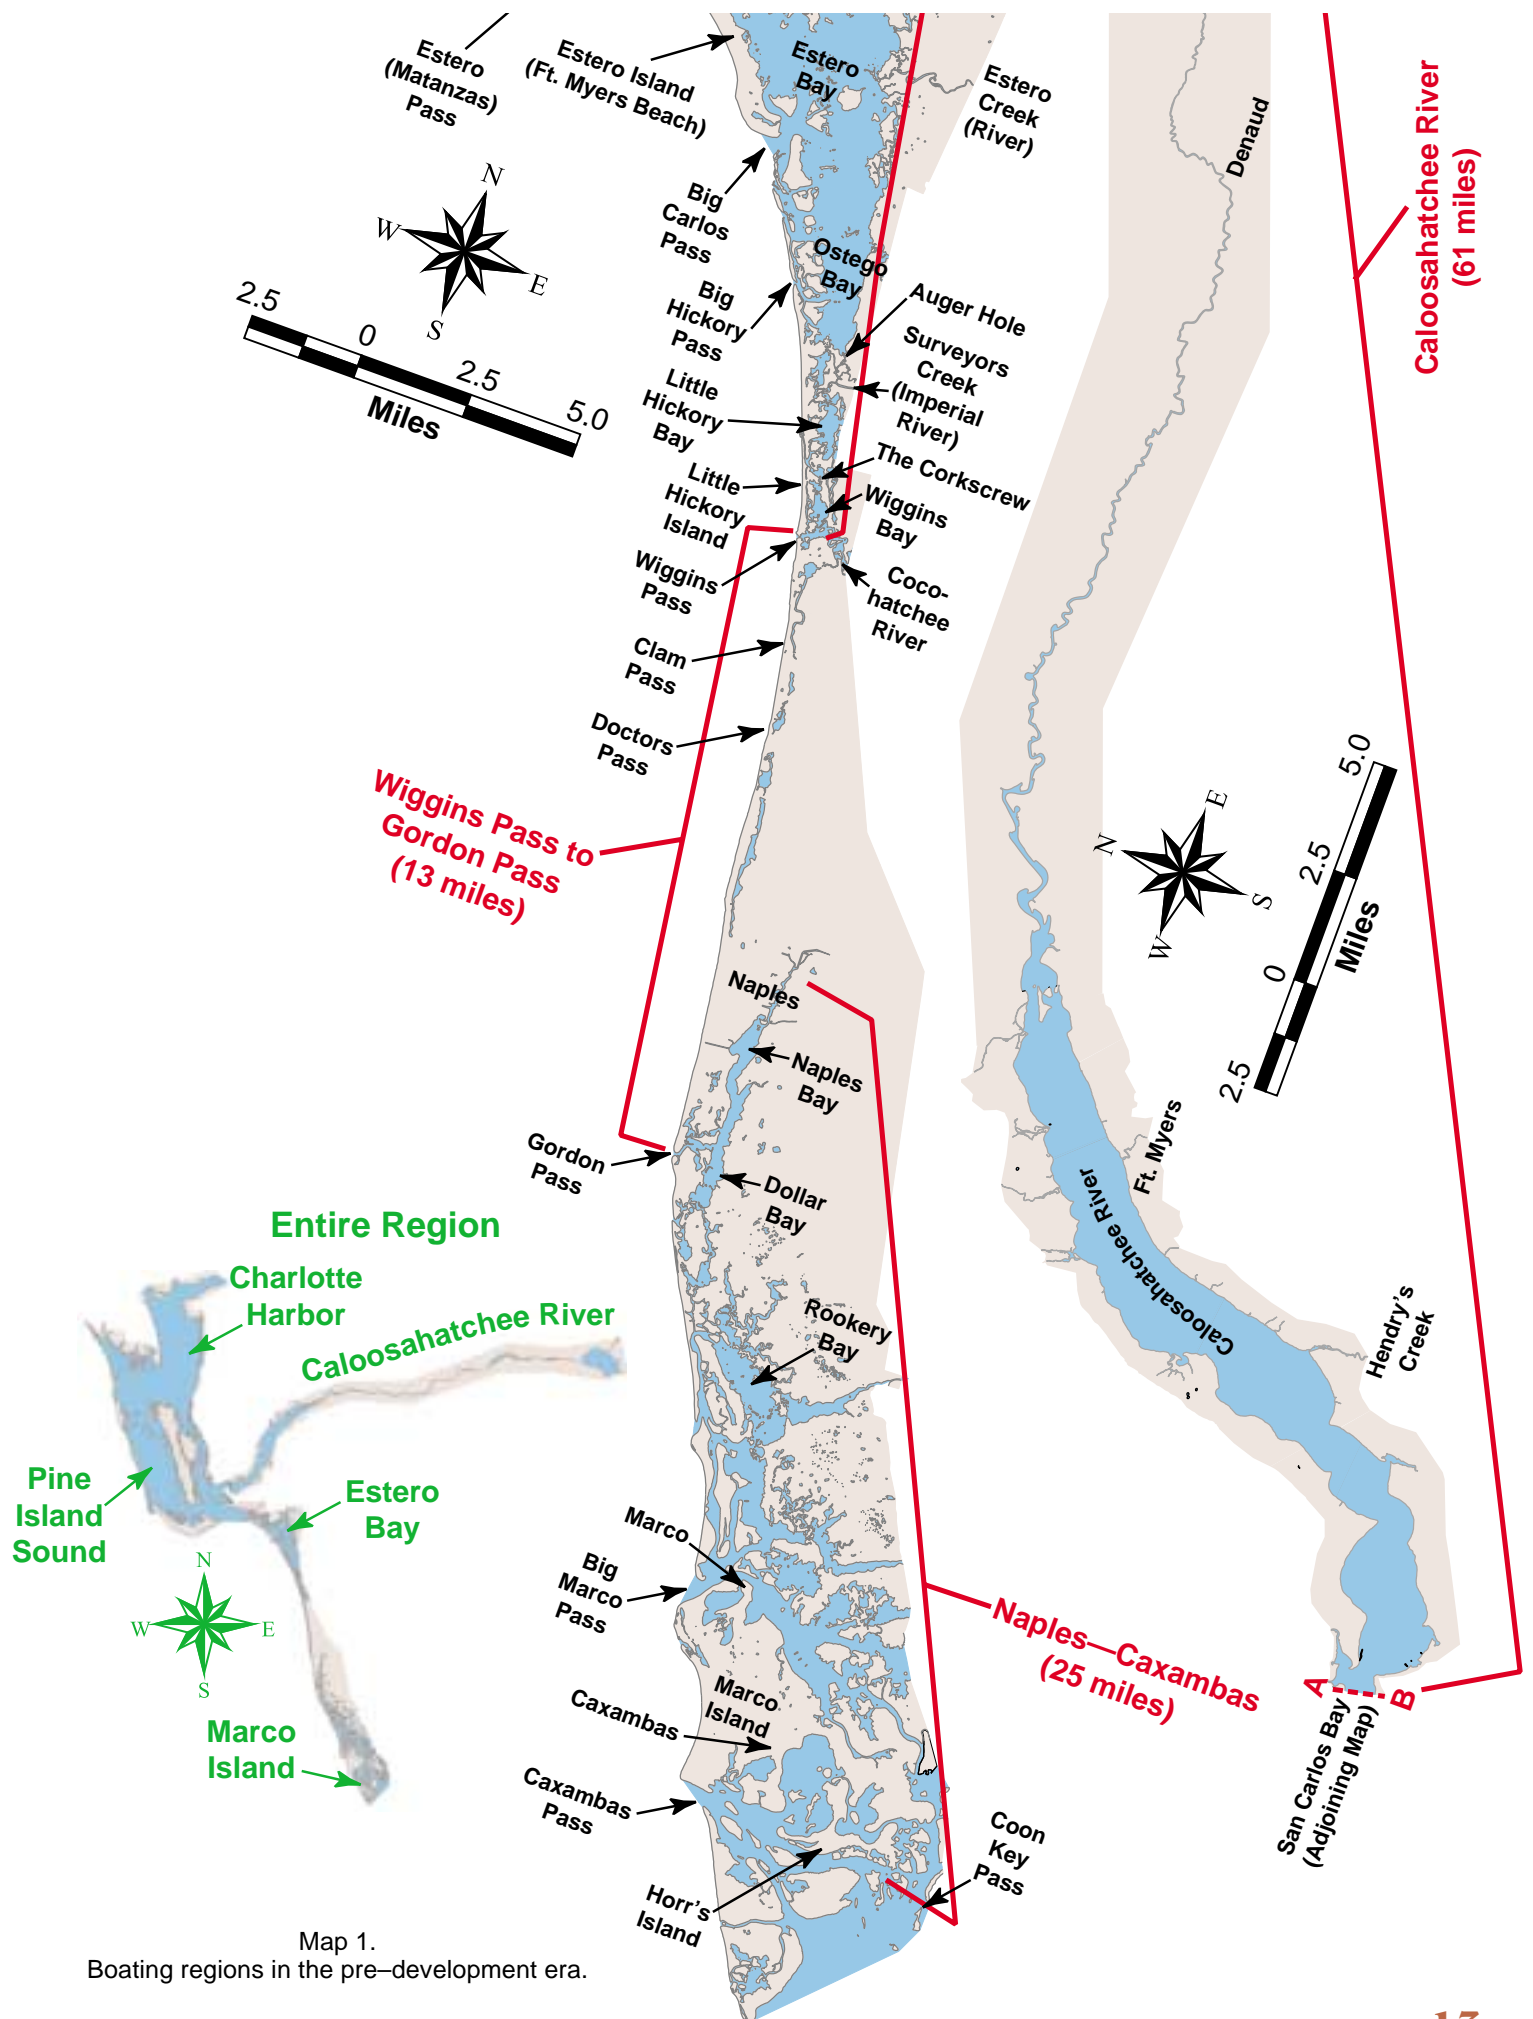 Estero
(Matanzas)
Pass
Estero Island
(Ft. Myers Beach)
Estero
Bay
Estero
Creek
(River)
Denaud
Caloosahatchee River
(61 miles)
N
W
E
S
Big
Carlos
Pass
Ostego
Bay
2.5
0
2.5
5.0
Miles
Big
Hickory
Pass
Auger Hole
Surveyors
Creek
(Imperial
River)
Little
Hickory
Bay
The Corkscrew
Little
Hickory
Island
Wiggins
Bay
Wiggins
Pass
Coco-
hatchee
River
Clam
Pass
Doctors
Pass
Wiggins Pass to
Gordon Pass
(13 miles)
N
E
S
W
5.0
2.5
0
2.5
Miles
Naples
Naples
Bay
Gordon
Pass
Dollar
Bay
Ft. Myers
Caloosahatchee River
Hendry's
Creek
Rookery
Bay
Entire Region
Charlotte
Harbor
Caloosahatchee River
Pine
Island
Sound
Estero
Bay
N
W
E
S
Marco
Island
Marco
Big
Marco
Pass
Naples—Caxambas
(25 miles)
Marco
Island
Caxambas
Caxambas
Pass
A
B
San Carlos Bay
(Adjoining Map)
Coon
Key
Pass
Horr's
Island
Map 1.
Boating regions in the pre–development era.